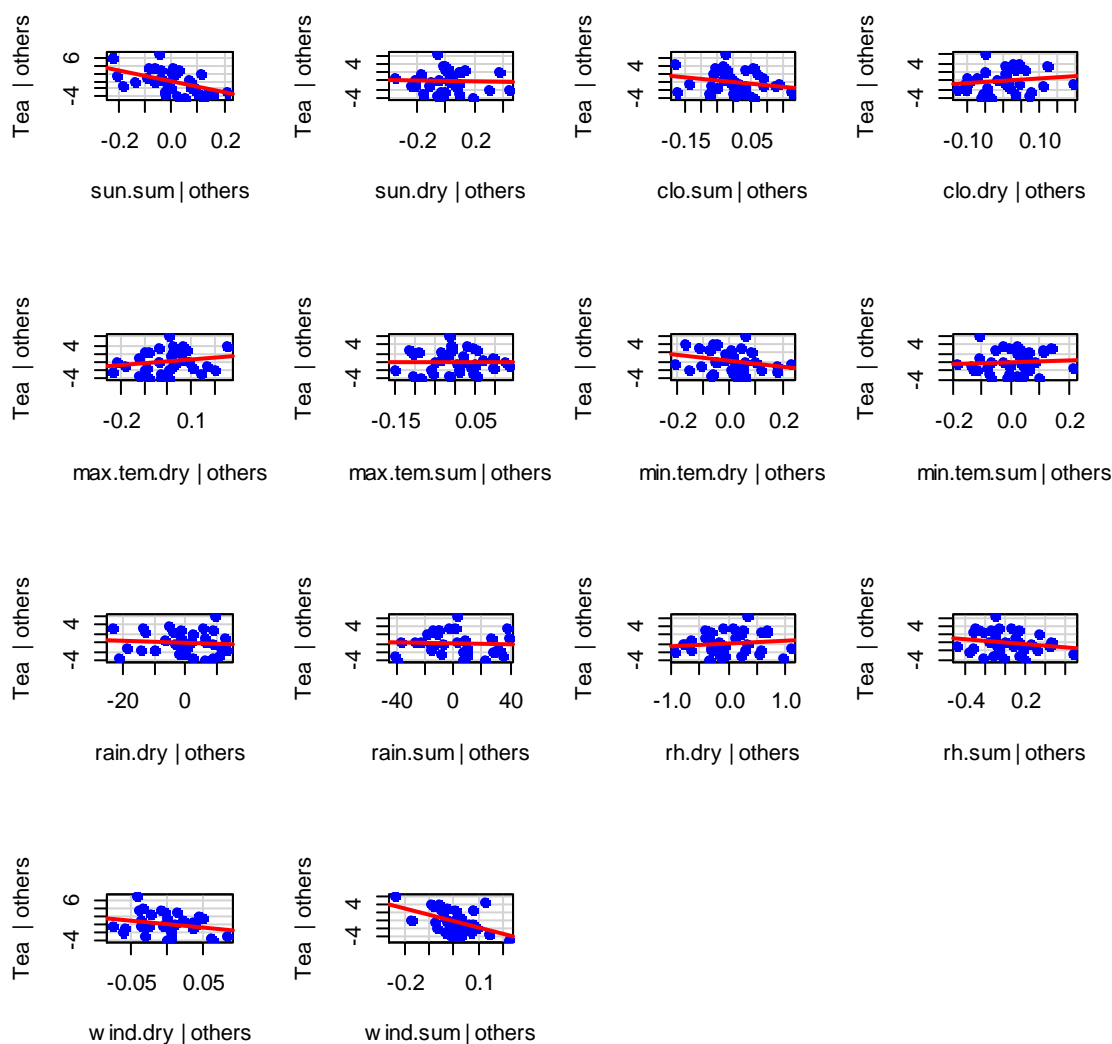 Tea | others
6
-4
-0.2 0.0 0.2
sun.sum | others
Tea | others
4
-4
-0.2 0.2
sun.dry | others
Tea | others
4
-4
-0.15 0.05
clo.sum | others
Tea | others
4
-4
-0.10 0.10
clo.dry | others
Tea | others
4
-4
-0.2 0.1
max.tem.dry | others
Tea | others
4
-4
-0.15 0.05
max.tem.sum | others
Tea | others
4
-4
-0.2 0.0 0.2
min.tem.dry | others
Tea | others
4
-4
-0.2 0.0 0.2
min.tem.sum | others
Tea | others
4
-4
-20 0
rain.dry | others
Tea | others
4
-4
-40 0 40
rain.sum | others
Tea | others
4
-4
-1.0 0.0 1.0
rh.dry | others
Tea | others
4
-4
-0.4 0.2
rh.sum | others
Tea | others
6
-4
-0.05 0.05
wind.dry | others
Tea | others
4
-4
-0.2 0.1
wind.sum | others